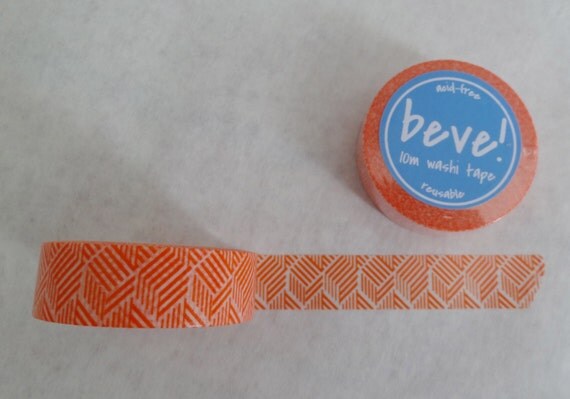 acid-free
beve!
10m washi tape
reusable